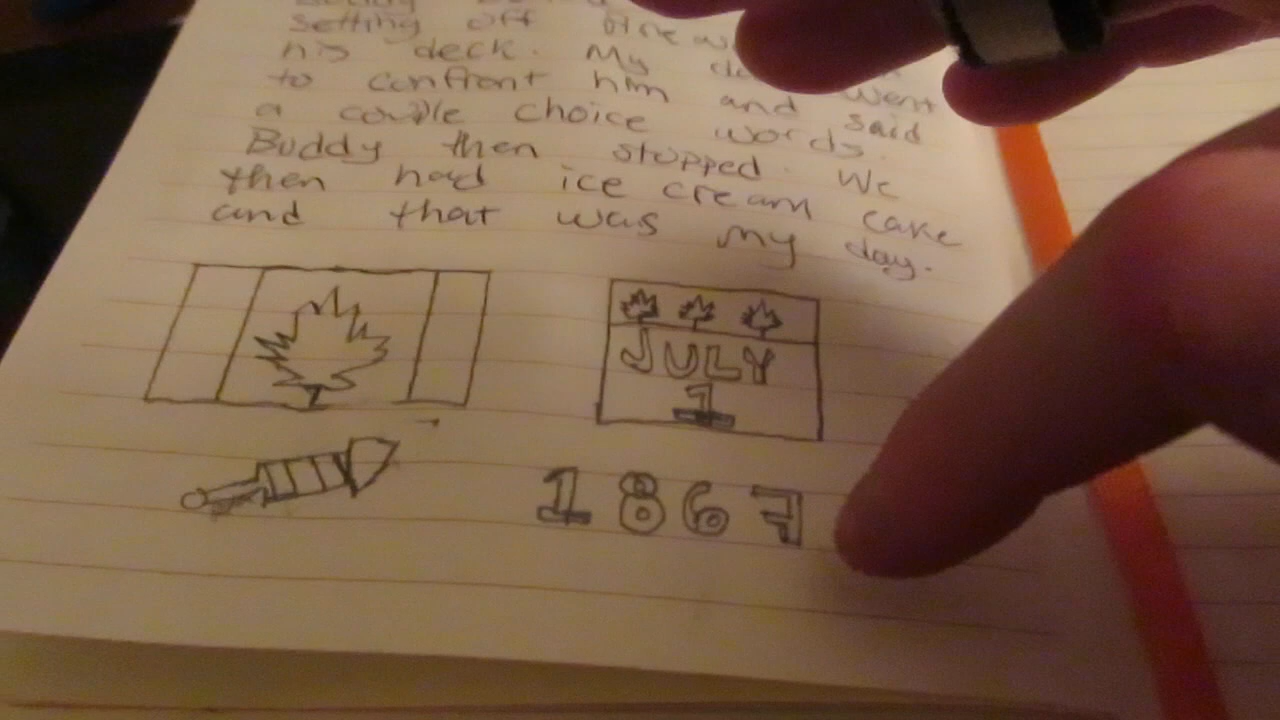 setting off
his deck. My
to confront him and went
a couple choice words. said
Buddy then stopped. We
then had ice cream cake
and that was my day.
JULY
1
1867